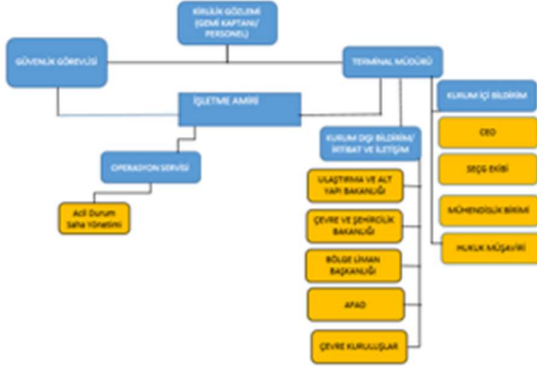 KİRLİLİK GÖZLEMİ
(GEMİ KAPTANI/
PERSONEL)
GÜVENLİK GÖREVLİSİ
TERMİNAL MÜDÜRÜ
İŞLETME AMİRİ
KURUM İÇİ BİLDİRİM
CEO
SEÇG EKİBİ
MÜHENDİSLİK BİRİMİ
HUKUK MÜŞAVİRİ
KURUM DIŞI BİLDİRİM/
İRTİBAT VE İLETİŞİM
OPERASYON SERVİSİ
Acil Durum
Saha Yönetimi
ULAŞTIRMA VE ALT
YAPI BAKANLIĞI
ÇEVRE VE ŞEHİRCİLİK
BAKANLIĞI
BÖLGE LİMAN
BAŞKANLIĞI
AFAD
ÇEVRE KURULUŞLAR